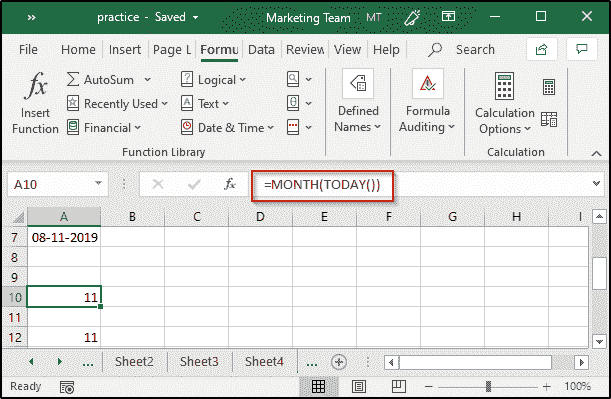 » practice - Saved Marketing Team MT
File Home Insert Page L Formu Data Review View Help Search
fx Insert Function
Σ AutoSum Logical
Recently Used Text
Financial Date & Time
Defined Names
Formula Auditing
Calculation Options
Function Library Calculation
A10 fx =MONTH(TODAY())
A B C D E F G H I
7 08-11-2019
8
9
10 11
11
12 11
... Sheet2 Sheet3 Sheet4 ...
Ready 100%